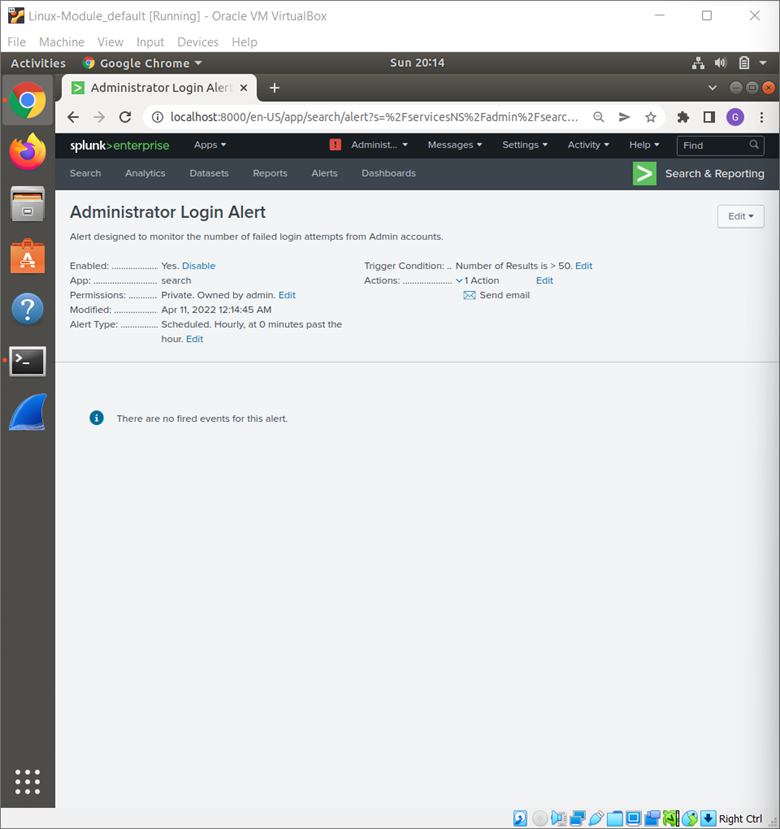 Linux-Module_default [Running] - Oracle VM VirtualBox
File Machine View Input Devices Help
Activities Google Chrome Sun 20:14
Administrator Login Aler
localhost:8000/en-US/app/search/alert?s=%2FservicesNS%2Fadmin%2Fsearc... G
splunk>enterprise Apps ! Administ... Messages Settings Activity Help Find
Search Analytics Datasets Reports Alerts Dashboards > Search & Reporting
Administrator Login Alert Edit
Alert designed to monitor the number of failed login attempts from Admin accounts.
Enabled: ................... Yes. Disable Trigger Condition: .. Number of Results is > 50. Edit
App: .......................... search Actions: .................... 1 Action Edit
Permissions: ........... Private. Owned by admin. Edit Send email
Modified: .................. Apr 11, 2022 12:14:45 AM
Alert Type: ............... Scheduled. Hourly, at 0 minutes past the
hour. Edit
There are no fired events for this alert.
Right Ctrl